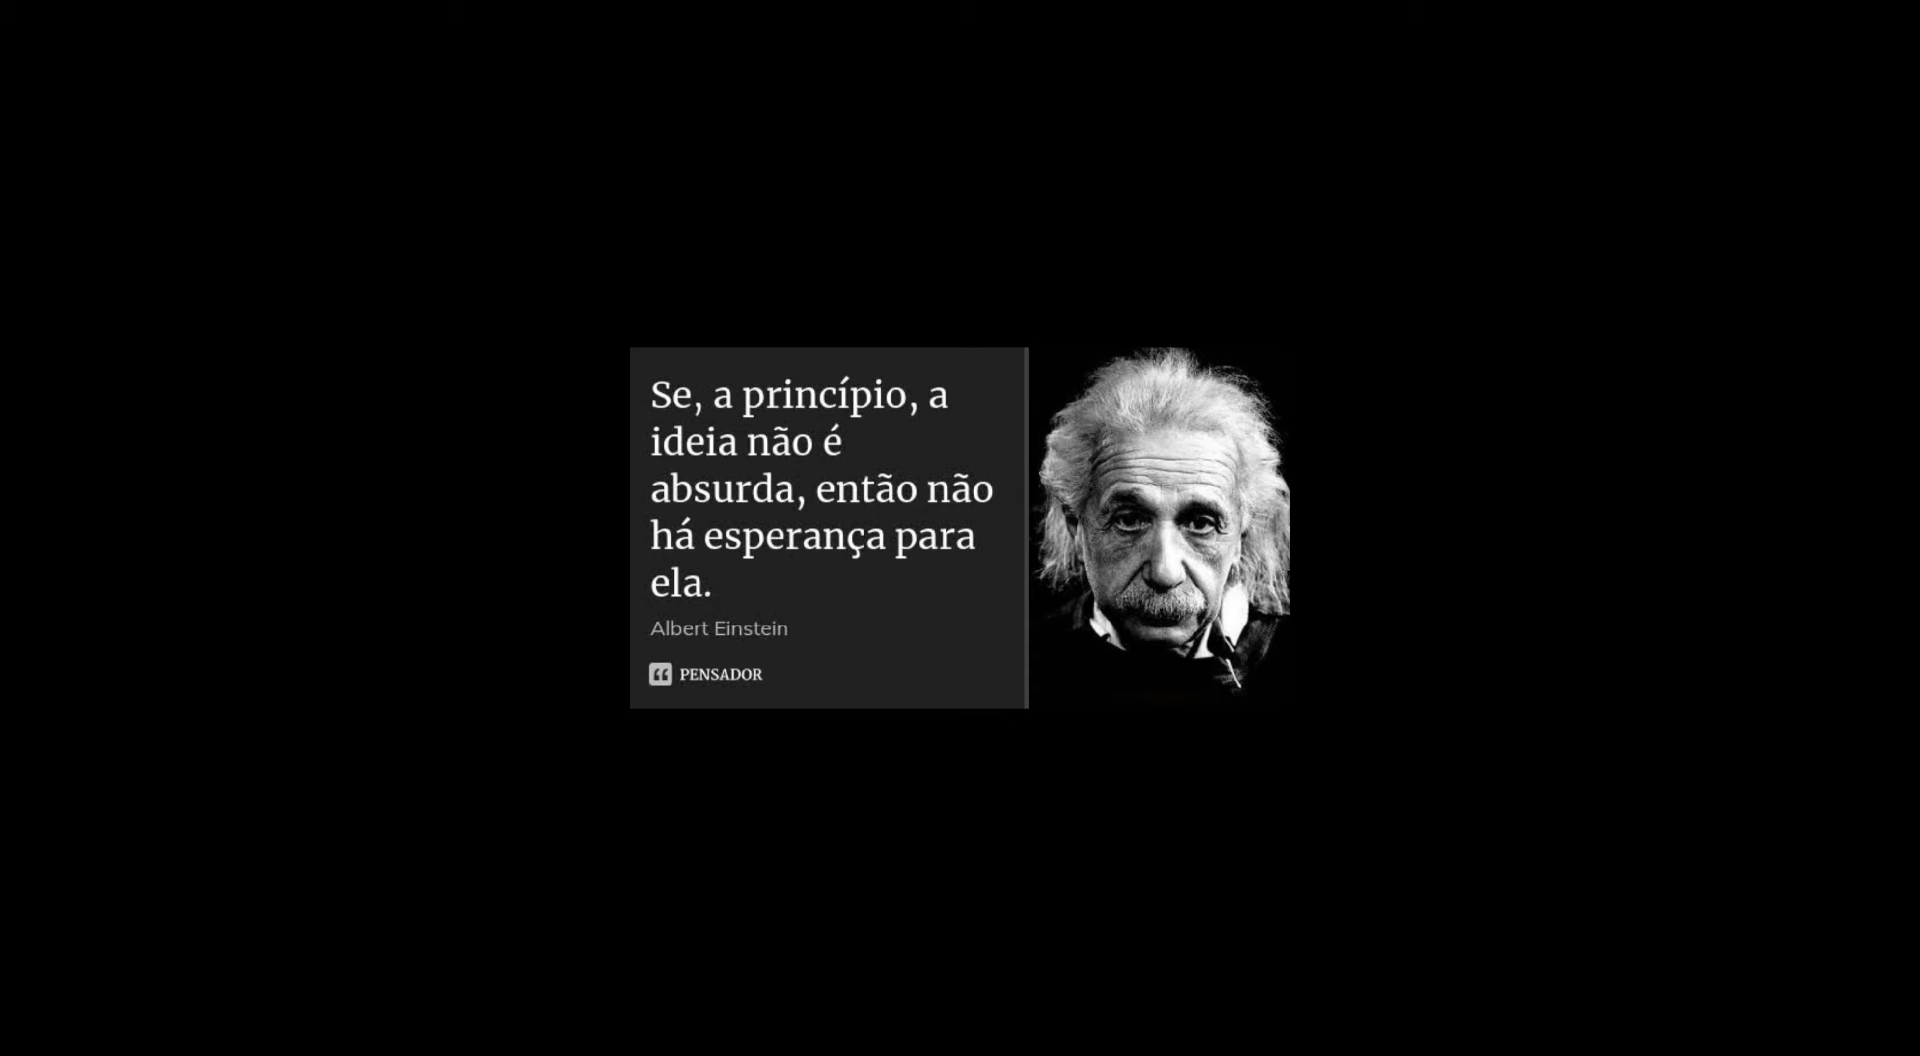 Se, a princípio, a
ideia não é
absurda, então não
há esperança para
ela.
Albert Einstein
PENSADOR